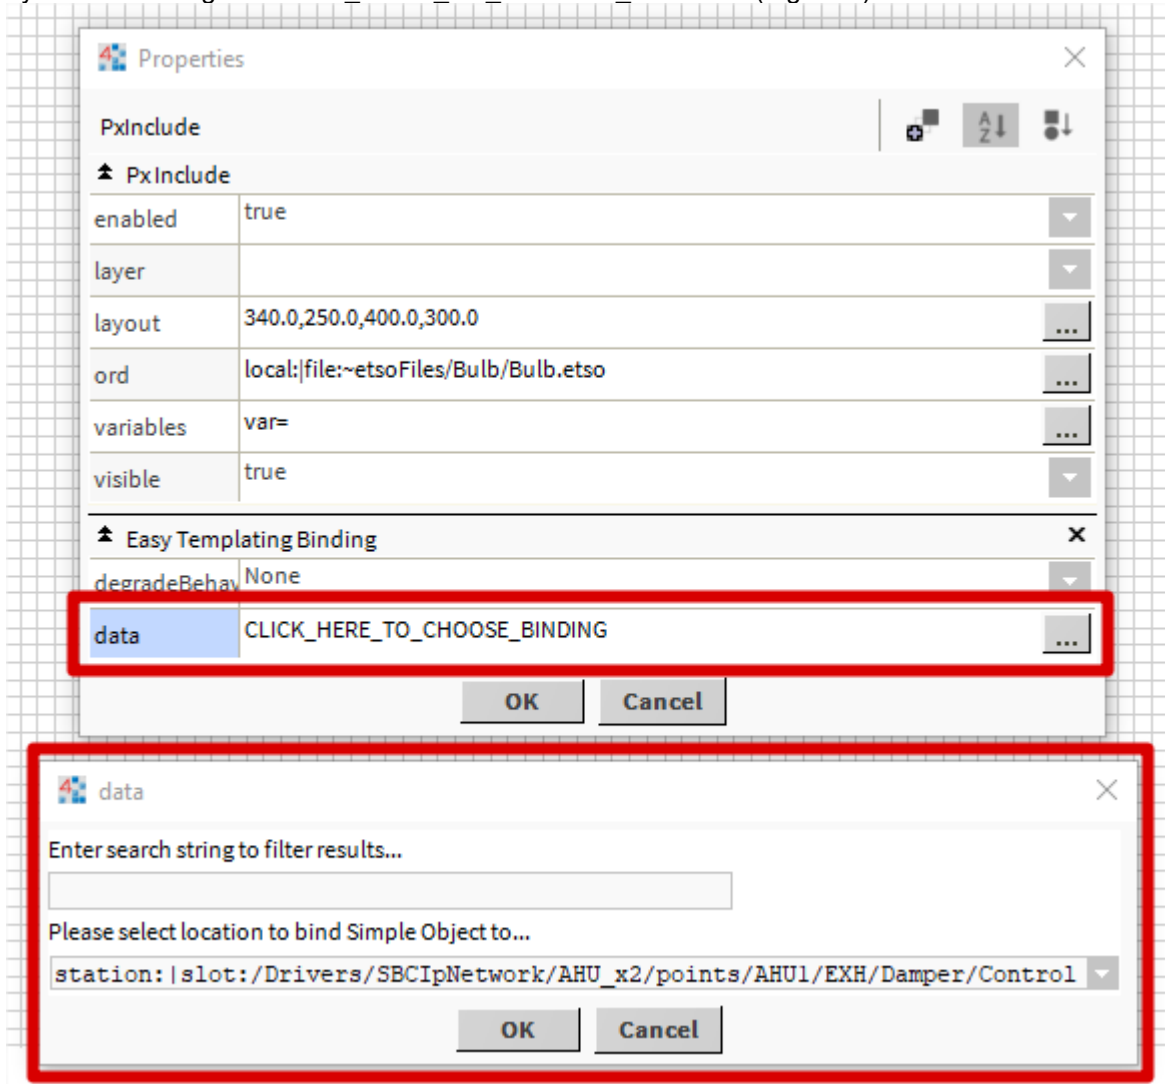 Properties
PxInclude
Px Include
enabled true
layer
layout 340.0,250.0,400.0,300.0 ...
ord local:|file:~etsoFiles/Bulb/Bulb.etso ...
variables var= ...
visible true
Easy Templating Binding
degradeBehav None
data CLICK_HERE_TO_CHOOSE_BINDING ...
OK Cancel
data
Enter search string to filter results...
Please select location to bind Simple Object to...
station:|slot:/Drivers/SBCIpNetwork/AHU_x2/points/AHU1/EXH/Damper/Control
OK Cancel